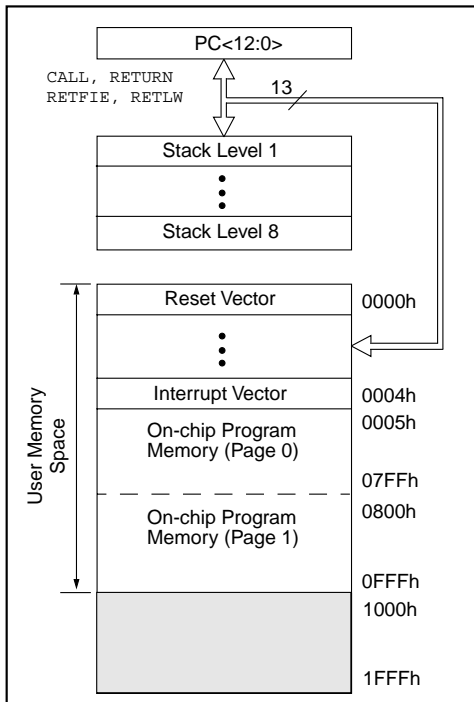 PC<12:0>
CALL, RETURN
RETFIE, RETLW
13
Stack Level 1
Stack Level 8
User Memory
Space
Reset Vector
0000h
Interrupt Vector
0004h
0005h
On-chip Program
Memory (Page 0)
07FFh
0800h
On-chip Program
Memory (Page 1)
0FFFh
1000h
1FFFh